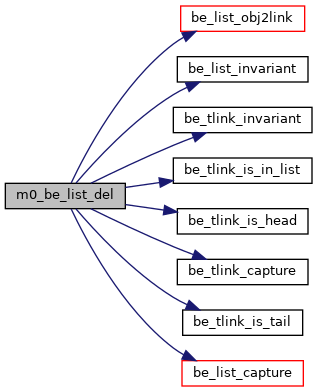 be_list_obj2link
be_list_invariant
be_tlink_invariant
be_tlink_is_in_list
m0_be_list_del
be_tlink_is_head
be_tlink_capture
be_tlink_is_tail
be_list_capture